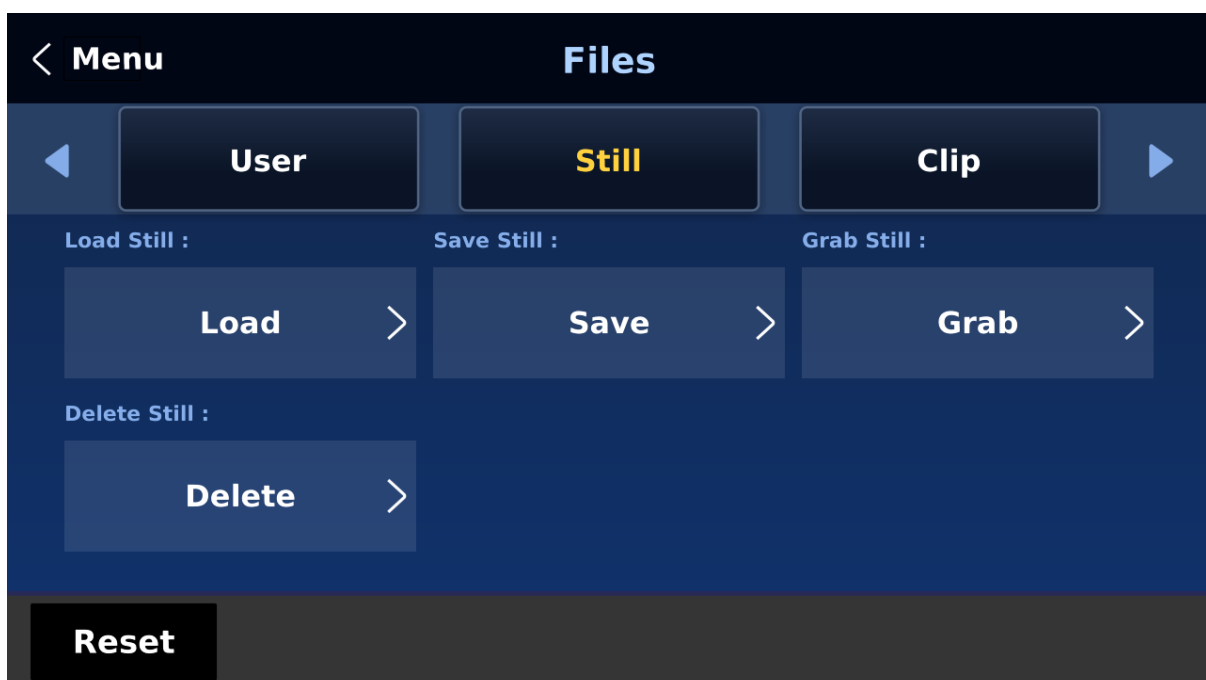 Menu
Files
User
Still
Clip
Load Still :
Save Still :
Grab Still :
Load
Save
Grab
Delete Still :
Delete
Reset